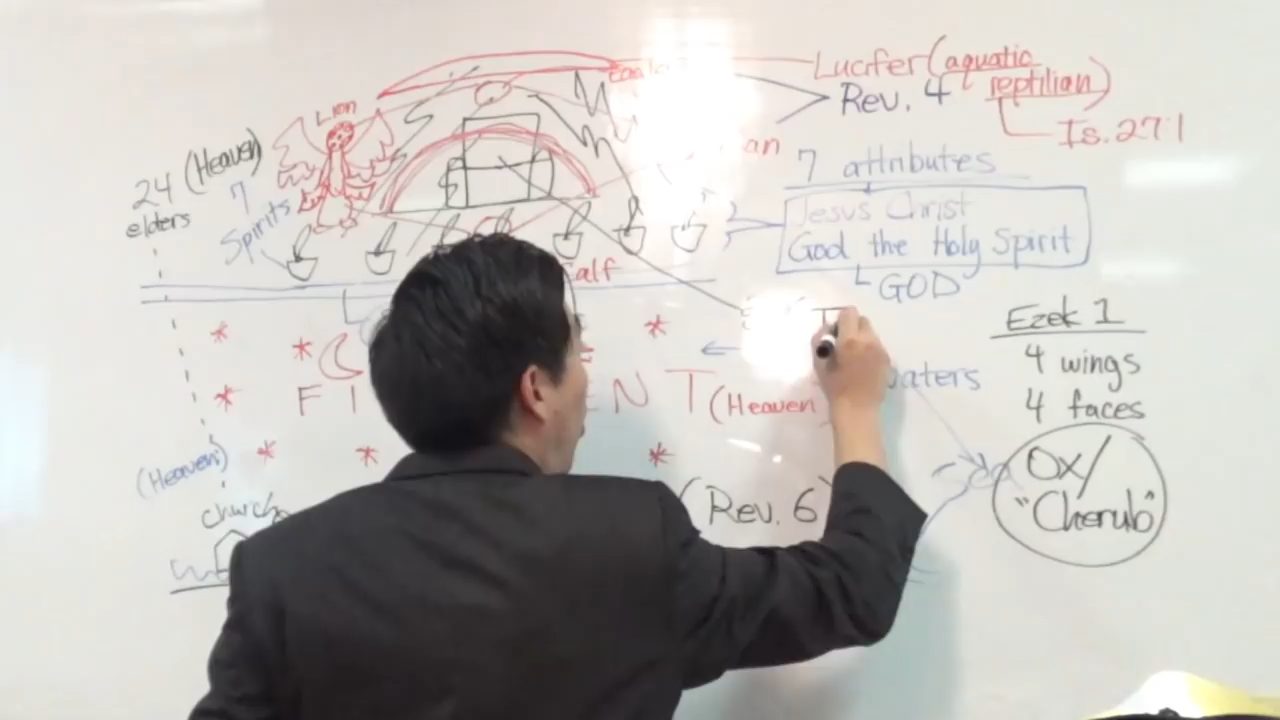 Lucifer (aquatic
reptilian)
Rev. 4
Is. 27:1
Lion
24 (Heaven)
elders
7
Spirits
7 attributes
Jesus Christ
God the Holy Spirit
GOD
Ezek 1
4 wings
4 faces
Ox/
"Cherub"
(Heaven)
waters
(Heaven)
(Rev. 6)
church